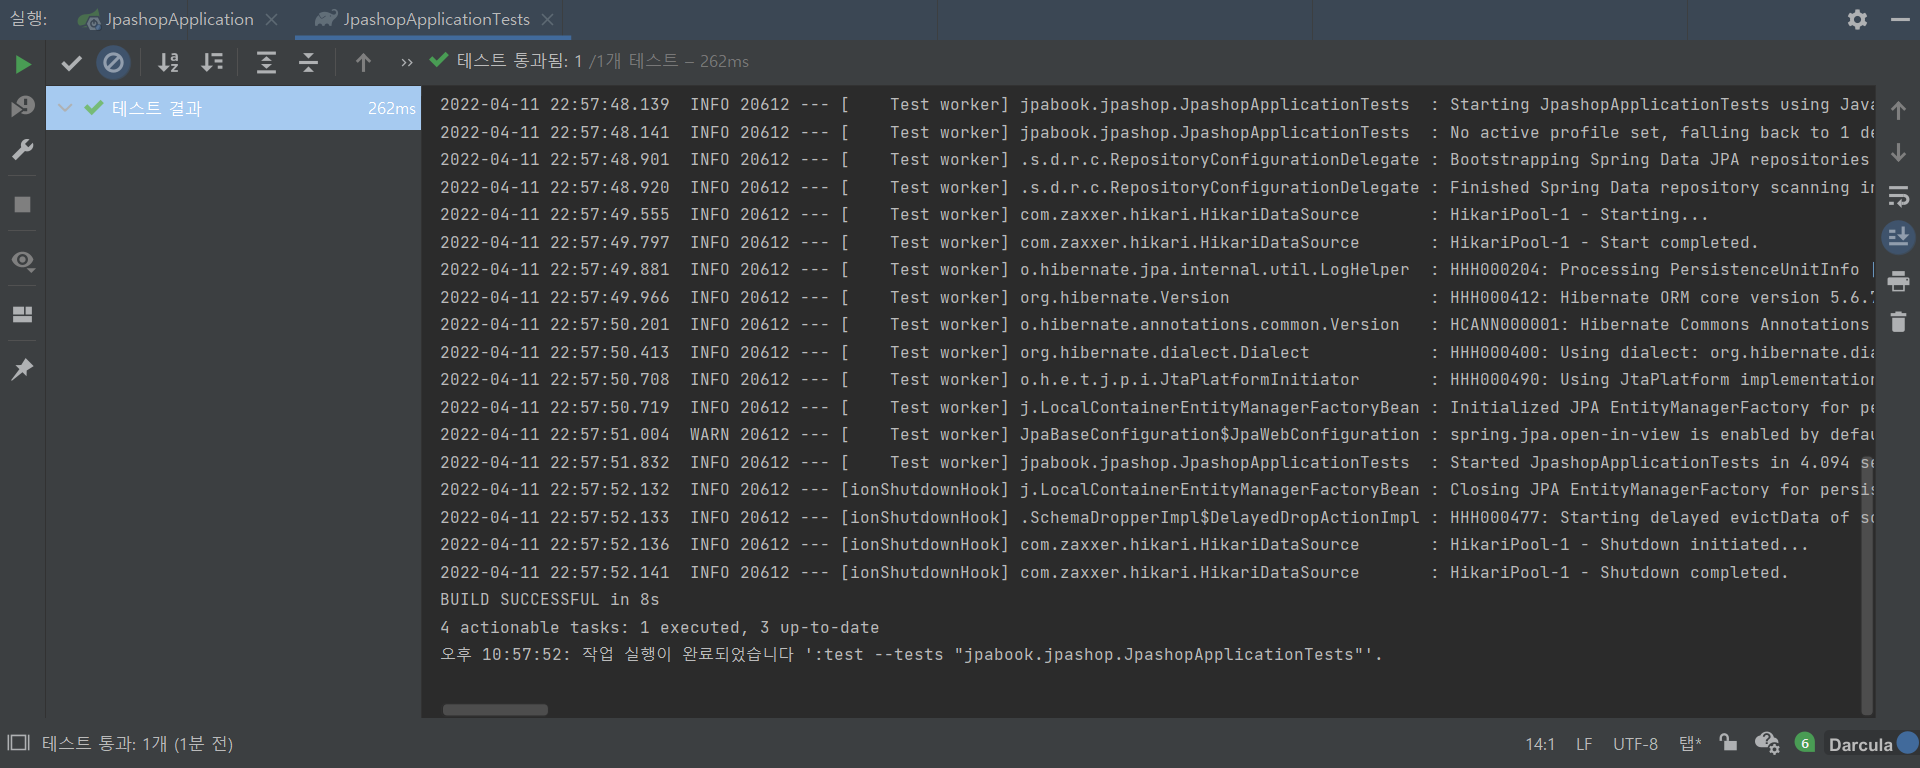 실행: JpashopApplication JpashopApplicationTests
테스트 통과됨: 1 /1개 테스트 – 262ms
테스트 결과 262ms
2022-04-11 22:57:48.139  INFO 20612 --- [    Test worker] jpabook.jpashop.JpashopApplicationTests  : Starting JpashopApplicationTests using Java
2022-04-11 22:57:48.141  INFO 20612 --- [    Test worker] jpabook.jpashop.JpashopApplicationTests  : No active profile set, falling back to 1 de
2022-04-11 22:57:48.901  INFO 20612 --- [    Test worker] .s.d.r.c.RepositoryConfigurationDelegate : Bootstrapping Spring Data JPA repositories
2022-04-11 22:57:48.920  INFO 20612 --- [    Test worker] .s.d.r.c.RepositoryConfigurationDelegate : Finished Spring Data repository scanning in
2022-04-11 22:57:49.555  INFO 20612 --- [    Test worker] com.zaxxer.hikari.HikariDataSource       : HikariPool-1 - Starting...
2022-04-11 22:57:49.797  INFO 20612 --- [    Test worker] com.zaxxer.hikari.HikariDataSource       : HikariPool-1 - Start completed.
2022-04-11 22:57:49.881  INFO 20612 --- [    Test worker] o.hibernate.jpa.internal.util.LogHelper  : HHH000204: Processing PersistenceUnitInfo [
2022-04-11 22:57:49.966  INFO 20612 --- [    Test worker] org.hibernate.Version                    : HHH000412: Hibernate ORM core version 5.6.7
2022-04-11 22:57:50.201  INFO 20612 --- [    Test worker] o.hibernate.annotations.common.Version   : HCANN000001: Hibernate Commons Annotations
2022-04-11 22:57:50.413  INFO 20612 --- [    Test worker] org.hibernate.dialect.Dialect            : HHH000400: Using dialect: org.hibernate.dia
2022-04-11 22:57:50.708  INFO 20612 --- [    Test worker] o.h.e.t.j.p.i.JtaPlatformInitiator       : HHH000490: Using JtaPlatform implementation
2022-04-11 22:57:50.719  INFO 20612 --- [    Test worker] j.LocalContainerEntityManagerFactoryBean : Initialized JPA EntityManagerFactory for pe
2022-04-11 22:57:51.004  WARN 20612 --- [    Test worker] JpaBaseConfiguration$JpaWebConfiguration : spring.jpa.open-in-view is enabled by defau
2022-04-11 22:57:51.832  INFO 20612 --- [    Test worker] jpabook.jpashop.JpashopApplicationTests  : Started JpashopApplicationTests in 4.094 se
2022-04-11 22:57:52.132  INFO 20612 --- [ionShutdownHook] j.LocalContainerEntityManagerFactoryBean : Closing JPA EntityManagerFactory for persis
2022-04-11 22:57:52.133  INFO 20612 --- [ionShutdownHook] .SchemaDropperImpl$DelayedDropActionImpl : HHH000477: Starting delayed evictData of sc
2022-04-11 22:57:52.136  INFO 20612 --- [ionShutdownHook] com.zaxxer.hikari.HikariDataSource       : HikariPool-1 - Shutdown initiated...
2022-04-11 22:57:52.141  INFO 20612 --- [ionShutdownHook] com.zaxxer.hikari.HikariDataSource       : HikariPool-1 - Shutdown completed.
BUILD SUCCESSFUL in 8s
4 actionable tasks: 1 executed, 3 up-to-date
오후 10:57:52: 작업 실행이 완료되었습니다 ':test --tests "jpabook.jpashop.JpashopApplicationTests"'.
테스트 통과: 1개 (1분 전) 14:1 LF UTF-8 탭* 6 Darcula